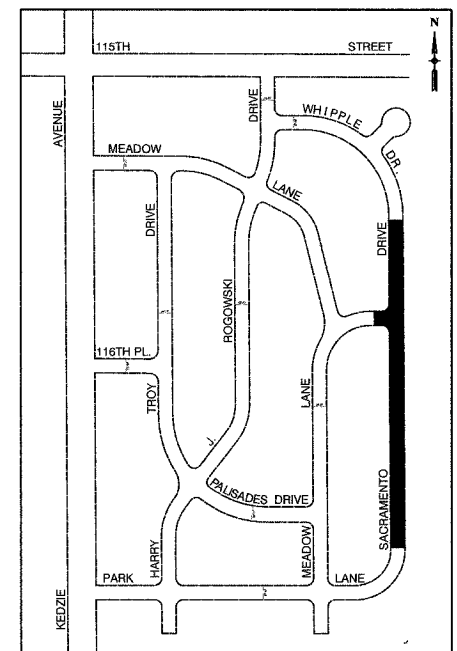 N
115TH STREET
AVENUE
DRIVE
WHIPPLE DR.
MEADOW LANE
DRIVE
DRIVE
ROGOWSKI
116TH PL.
TROY
LANE
PALISADES DRIVE
SACRAMENTO
HARRY
MEADOW
PARK LANE
KEDZIE